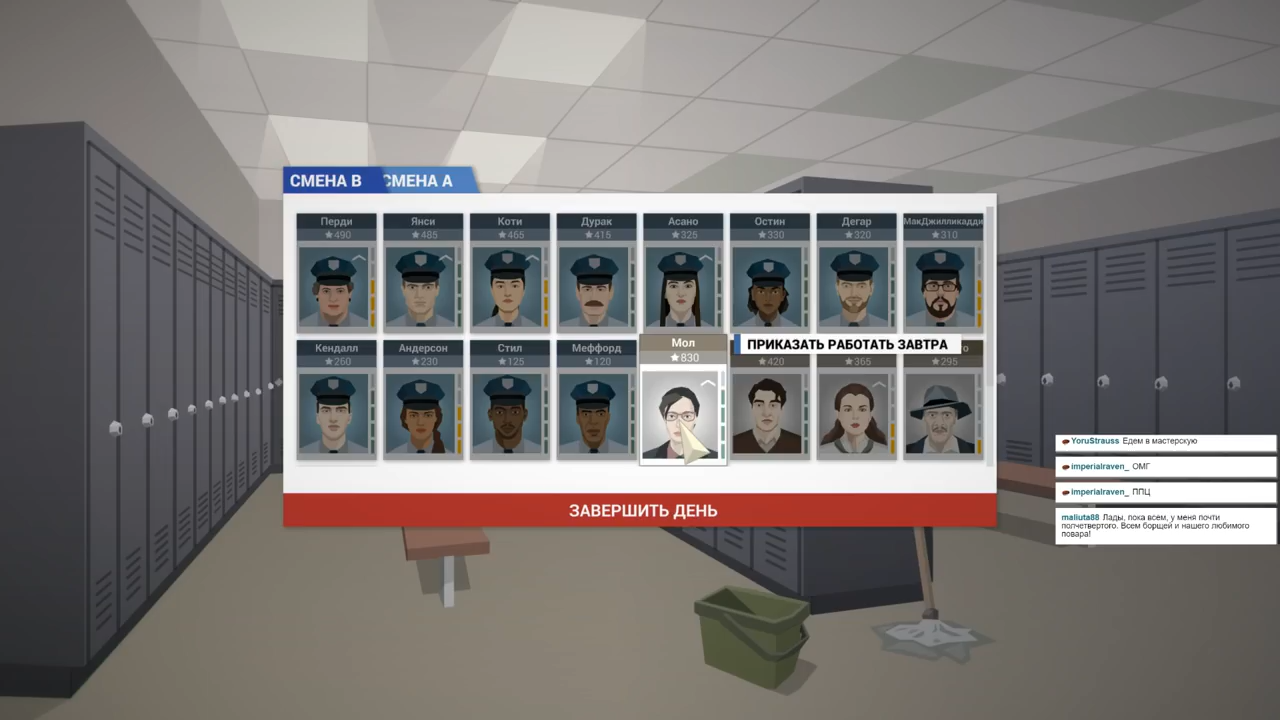 СМЕНА B СМЕНА A
Перди Янси Коти Дурак Асано Остин Дегар МакДжилликадди
★490 ★485 ★465 ★415 ★325 ★330 ★320 ★310
Кендалл Андерсон Стил Меффорд Мол ПРИКАЗАТЬ РАБОТАТЬ ЗАВТРА
★260 ★230 ★125 ★120 ★830 ★420 ★365 ★295
ЗАВЕРШИТЬ ДЕНЬ
YoruStrauss Едем в мастерскую
imperialraven_ ОМГ
imperialraven_ ППЦ
maliuta88 Лады, пока всем, у меня почти
полчетвертого. Всем борщей и нашего любимого
повара!